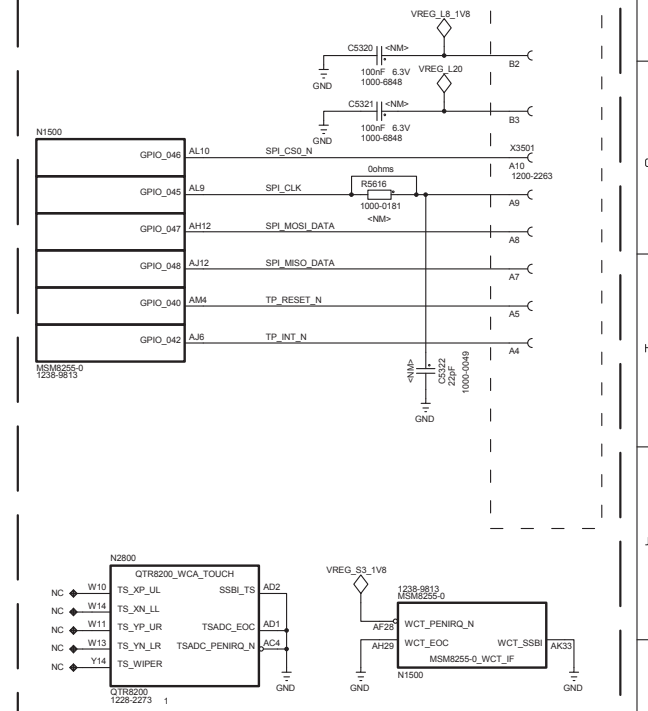 VREG_L8_1V8
C5320 <NM>
100nF 6.3V
1000-6848
GND
B2
VREG_L20
C5321 <NM>
100nF 6.3V
1000-6848
GND
B3
N1500
GPIO_046 AL10 SPI_CS0_N
X3501
A10
1200-2263
0ohms
GPIO_045 AL9 SPI_CLK
R5616
1000-0181
<NM>
A9
GPIO_047 AH12 SPI_MOSI_DATA
A8
GPIO_048 AJ12 SPI_MISO_DATA
A7
GPIO_040 AM4 TP_RESET_N
A5
GPIO_042 AJ6 TP_INT_N
A4
MSM8255-0
1238-9813
<NM>
C5322
22pF
1000-0049
GND
G
H
J
N2800
QTR8200_WCA_TOUCH
NC W10 TS_XP_UL SSBI_TS AD2
NC W14 TS_XN_LL
NC W11 TS_YP_UR TSADC_EOC AD1
NC W13 TS_YN_LR TSADC_PENIRQ_N AC4
NC Y14 TS_WIPER
GND
QTR8200
1228-2273 1
VREG_S3_1V8
1238-9813
MSM8255-0
AF28 WCT_PENIRQ_N
AH29 WCT_EOC WCT_SSBI AK33
MSM8255-0_WCT_IF
N1500
GND
GND